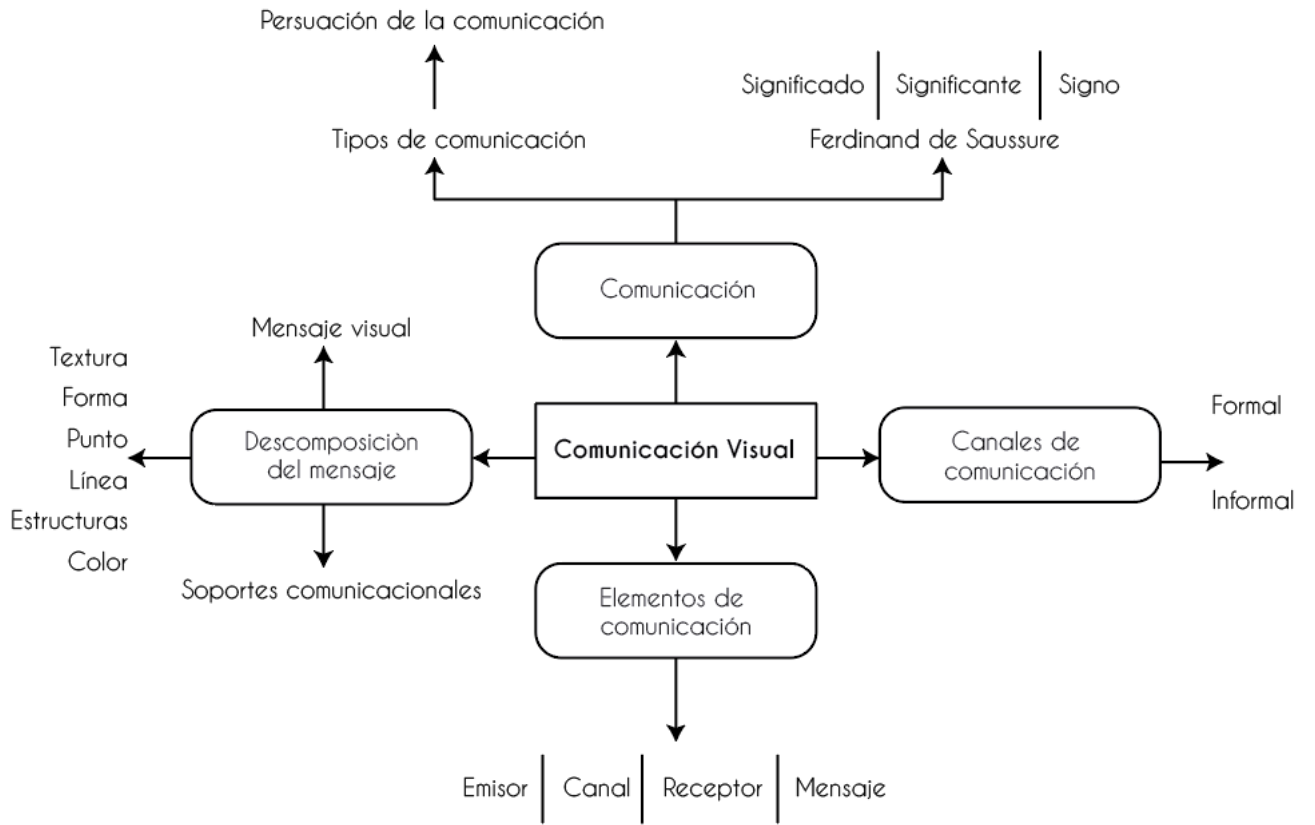 Persuación de la comunicación
Significado Significante Signo
Tipos de comunicación
Ferdinand de Saussure
Comunicación
Mensaje visual
Textura
Forma
Punto
Línea
Estructuras
Color
Descomposiciòn
del mensaje
Comunicación Visual
Canales de
comunicación
Formal
Informal
Soportes comunicacionales
Elementos de
comunicación
Emisor Canal Receptor Mensaje